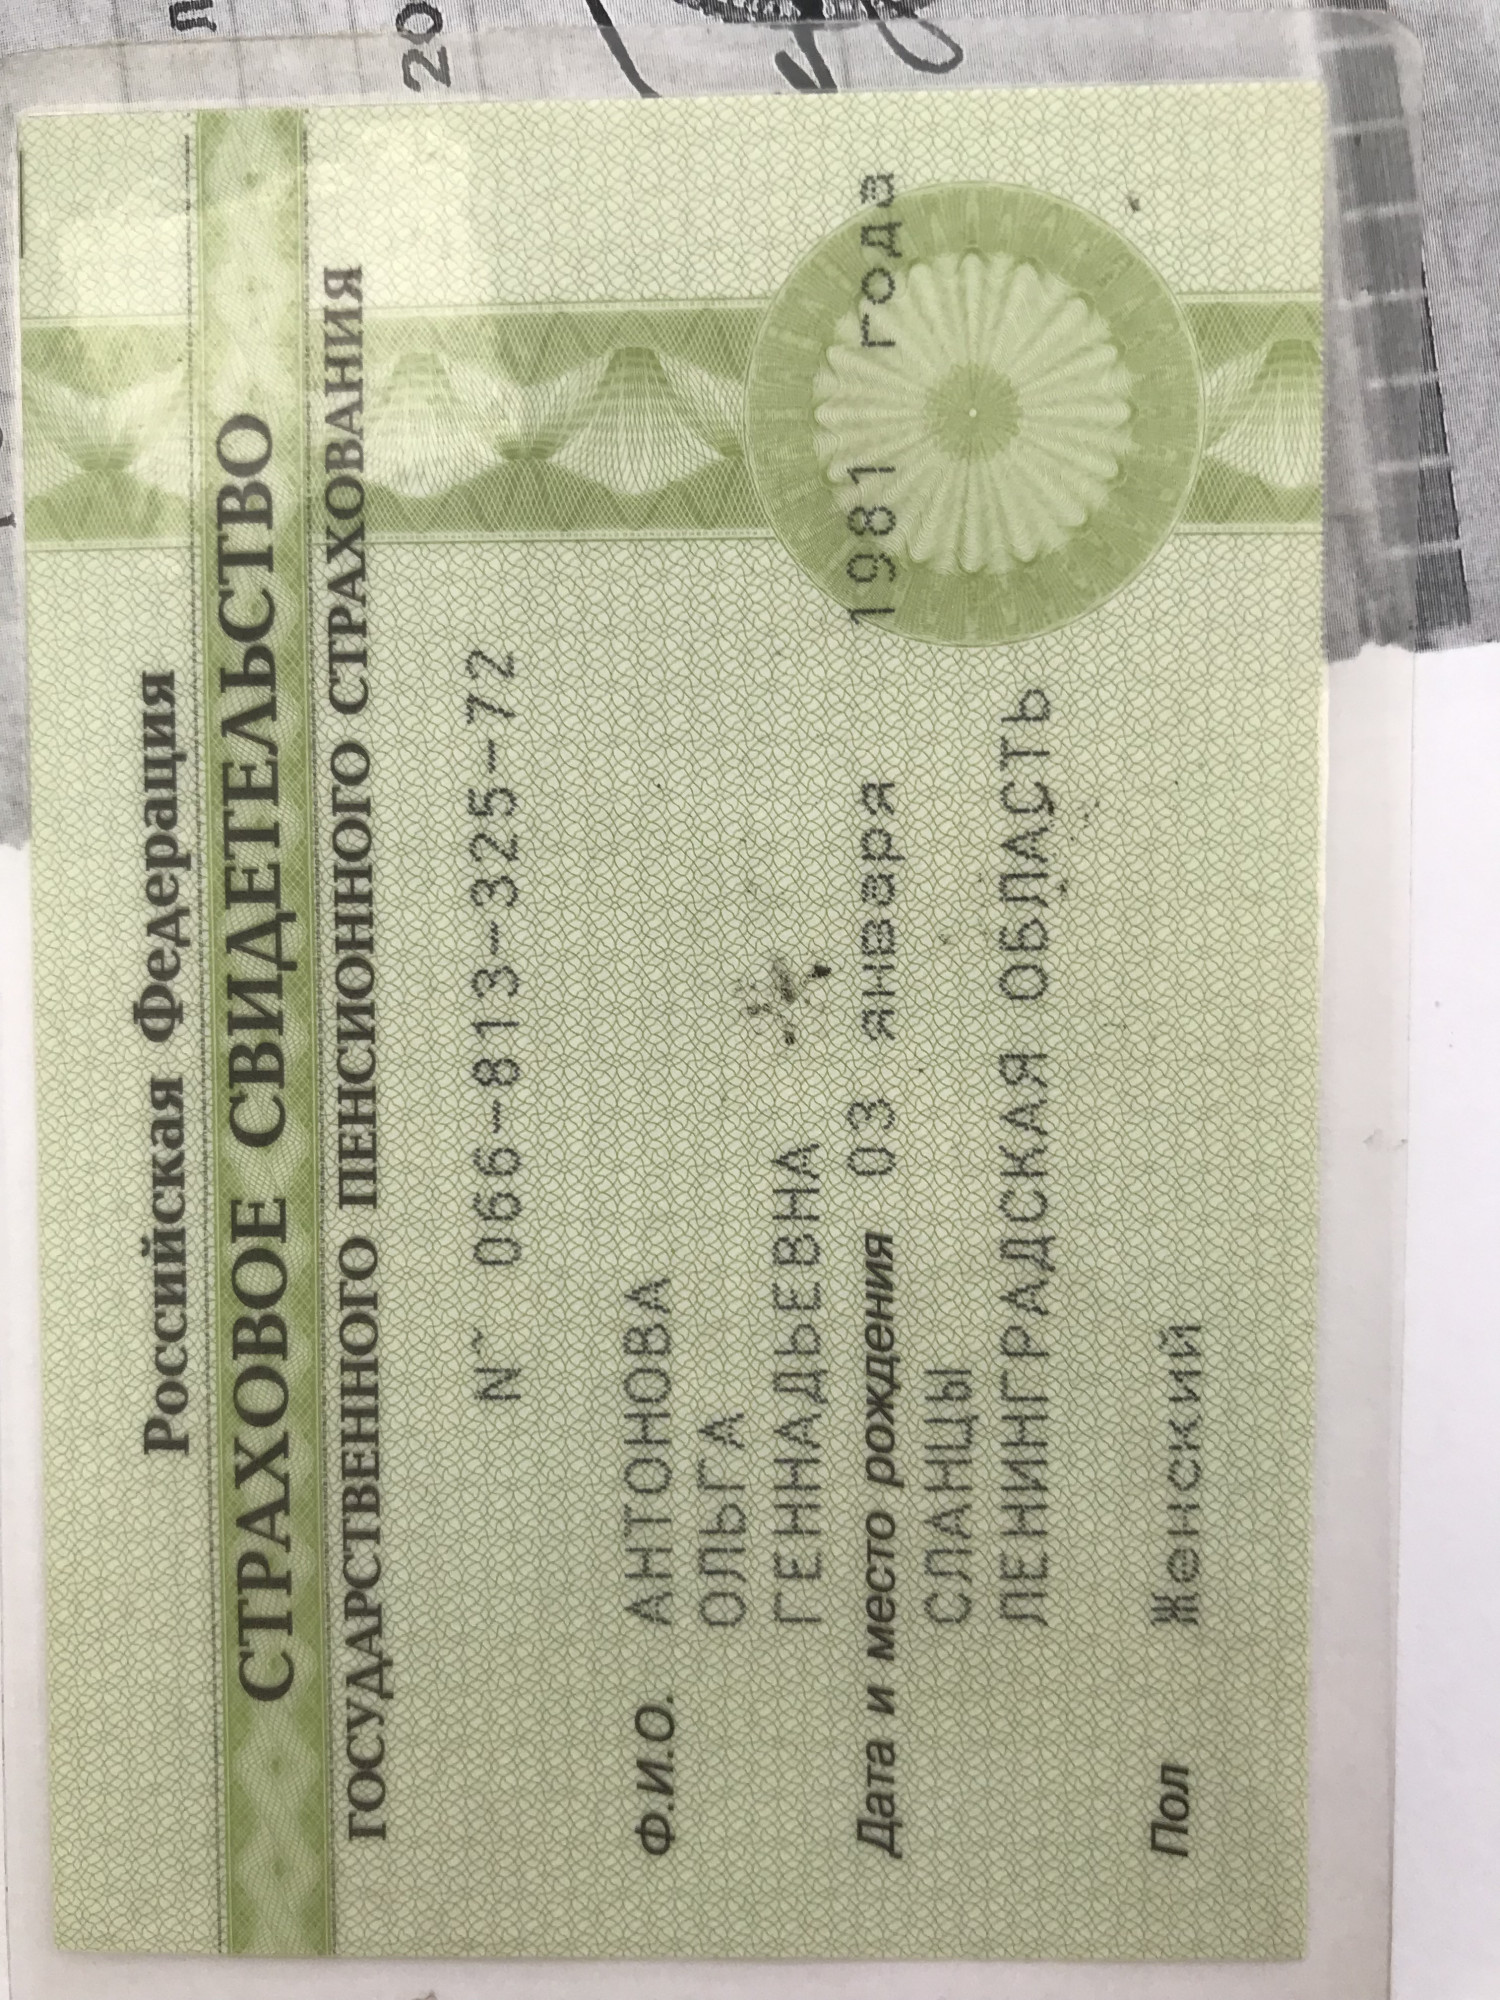 Российская Федерация
СТРАХОВОЕ СВИДЕТЕЛЬСТВО
ГОСУДАРСТВЕННОГО ПЕНСИОННОГО СТРАХОВАНИЯ
N~ 066-813-325-72
Ф.И.О. АНТОНОВА
ОЛЬГА
ГЕННАДЬЕВНА
Дата и место рождения 03 января 1981 года
СЛАНЦЫ
ЛЕНИНГРАДСКАЯ ОБЛАСТЬ
Пол Женский